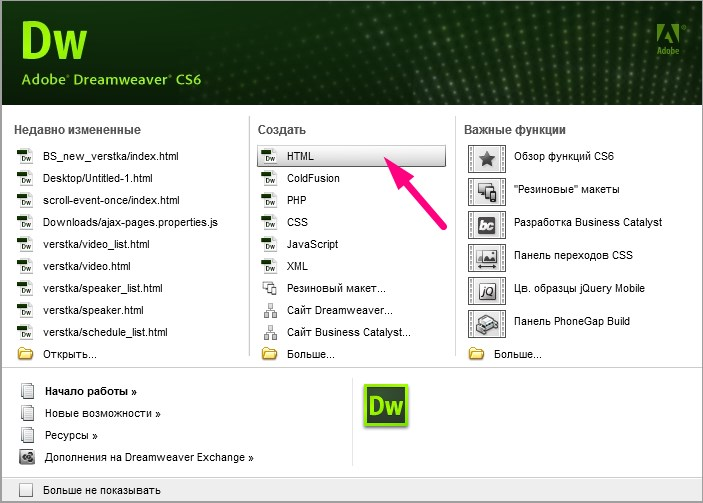 Dw
Adobe® Dreamweaver® CS6
Adobe
Недавно измененные
BS_new_verstka/index.html
Desktop/Untitled-1.html
scroll-event-once/index.html
Downloads/ajax-pages.properties.js
verstka/video_list.html
verstka/video.html
verstka/speaker_list.html
verstka/speaker.html
verstka/schedule_list.html
Открыть...
Создать
HTML
ColdFusion
PHP
CSS
JavaScript
XML
Резиновый макет...
Сайт Dreamweaver...
Сайт Business Catalyst...
Больше...
Важные функции
Обзор функций CS6
"Резиновые" макеты
bc
Разработка Business Catalyst
Панель переходов CSS
jQ
Цв. образцы jQuery Mobile
Панель PhoneGap Build
Больше...
Начало работы »
Новые возможности »
Ресурсы »
Дополнения на Dreamweaver Exchange »
Dw
Больше не показывать